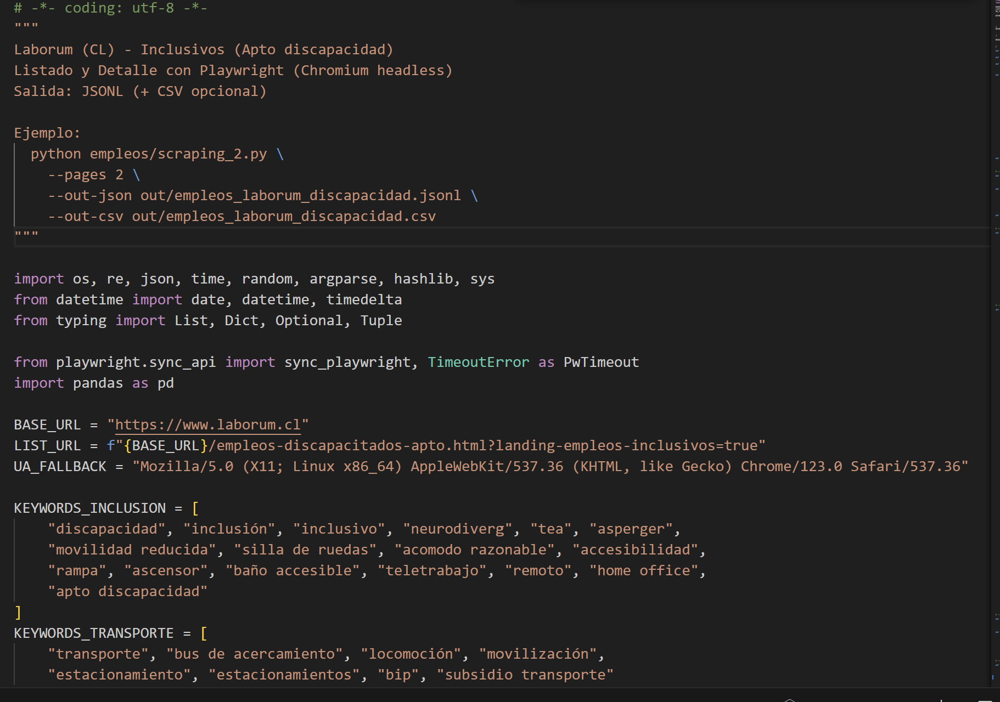 # -*- coding: utf-8 -*-
"""
Laborum (CL) - Inclusivos (Apto discapacidad)
Listado y Detalle con Playwright (Chromium headless)
Salida: JSONL (+ CSV opcional)

Ejemplo:
  python empleos/scraping_2.py \
    --pages 2 \
    --out-json out/empleos_laborum_discapacidad.jsonl \
    --out-csv out/empleos_laborum_discapacidad.csv
"""

import os, re, json, time, random, argparse, hashlib, sys
from datetime import date, datetime, timedelta
from typing import List, Dict, Optional, Tuple

from playwright.sync_api import sync_playwright, TimeoutError as PwTimeout
import pandas as pd

BASE_URL = "https://www.laborum.cl"
LIST_URL = f"{BASE_URL}/empleos-discapacitados-apto.html?landing-empleos-inclusivos=true"
UA_FALLBACK = "Mozilla/5.0 (X11; Linux x86_64) AppleWebKit/537.36 (KHTML, like Gecko) Chrome/123.0 Safari/537.36"

KEYWORDS_INCLUSION = [
    "discapacidad", "inclusión", "inclusivo", "neurodiverg", "tea", "asperger",
    "movilidad reducida", "silla de ruedas", "acomodo razonable", "accesibilidad",
    "rampa", "ascensor", "baño accesible", "teletrabajo", "remoto", "home office",
    "apto discapacidad"
]
KEYWORDS_TRANSPORTE = [
    "transporte", "bus de acercamiento", "locomoción", "movilización",
    "estacionamiento", "estacionamientos", "bip", "subsidio transporte"